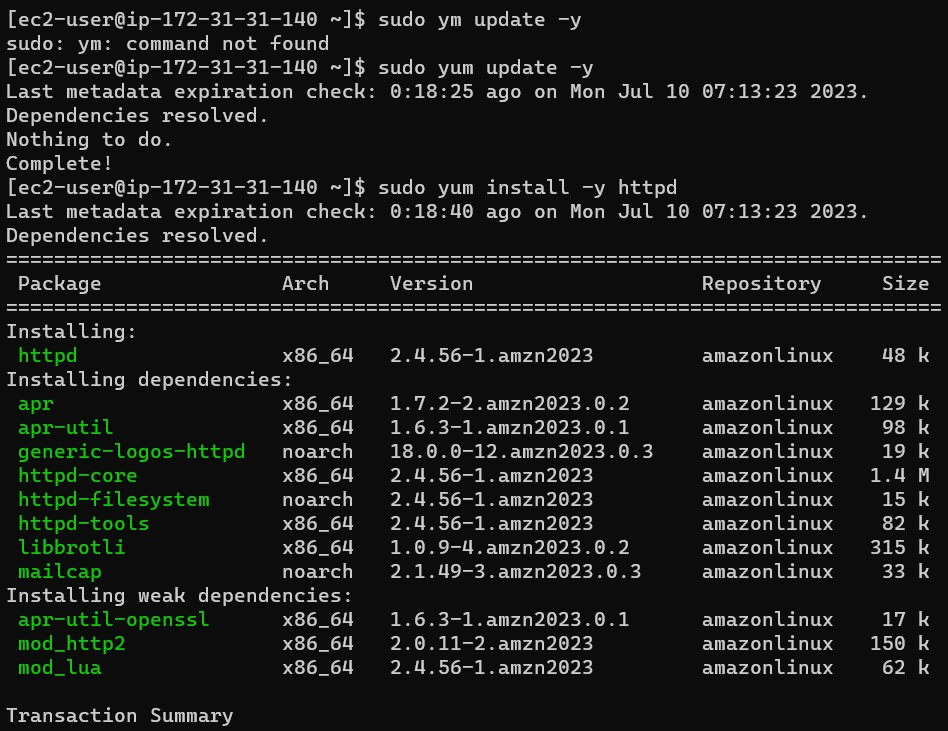 [ec2-user@ip-172-31-31-140 ~]$ sudo ym update -y
sudo: ym: command not found
[ec2-user@ip-172-31-31-140 ~]$ sudo yum update -y
Last metadata expiration check: 0:18:25 ago on Mon Jul 10 07:13:23 2023.
Dependencies resolved.
Nothing to do.
Complete!
[ec2-user@ip-172-31-31-140 ~]$ sudo yum install -y httpd
Last metadata expiration check: 0:18:40 ago on Mon Jul 10 07:13:23 2023.
Dependencies resolved.
==============================================================================
 Package               Arch     Version                   Repository     Size
==============================================================================
Installing:
 httpd                 x86_64   2.4.56-1.amzn2023         amazonlinux    48 k
Installing dependencies:
 apr                   x86_64   1.7.2-2.amzn2023.0.2      amazonlinux   129 k
 apr-util              x86_64   1.6.3-1.amzn2023.0.1      amazonlinux    98 k
 generic-logos-httpd   noarch   18.0.0-12.amzn2023.0.3    amazonlinux    19 k
 httpd-core            x86_64   2.4.56-1.amzn2023         amazonlinux   1.4 M
 httpd-filesystem      noarch   2.4.56-1.amzn2023         amazonlinux    15 k
 httpd-tools           x86_64   2.4.56-1.amzn2023         amazonlinux    82 k
 libbrotli             x86_64   1.0.9-4.amzn2023.0.2      amazonlinux   315 k
 mailcap               noarch   2.1.49-3.amzn2023.0.3     amazonlinux    33 k
Installing weak dependencies:
 apr-util-openssl      x86_64   1.6.3-1.amzn2023.0.1      amazonlinux    17 k
 mod_http2             x86_64   2.0.11-2.amzn2023         amazonlinux   150 k
 mod_lua               x86_64   2.4.56-1.amzn2023         amazonlinux    62 k

Transaction Summary